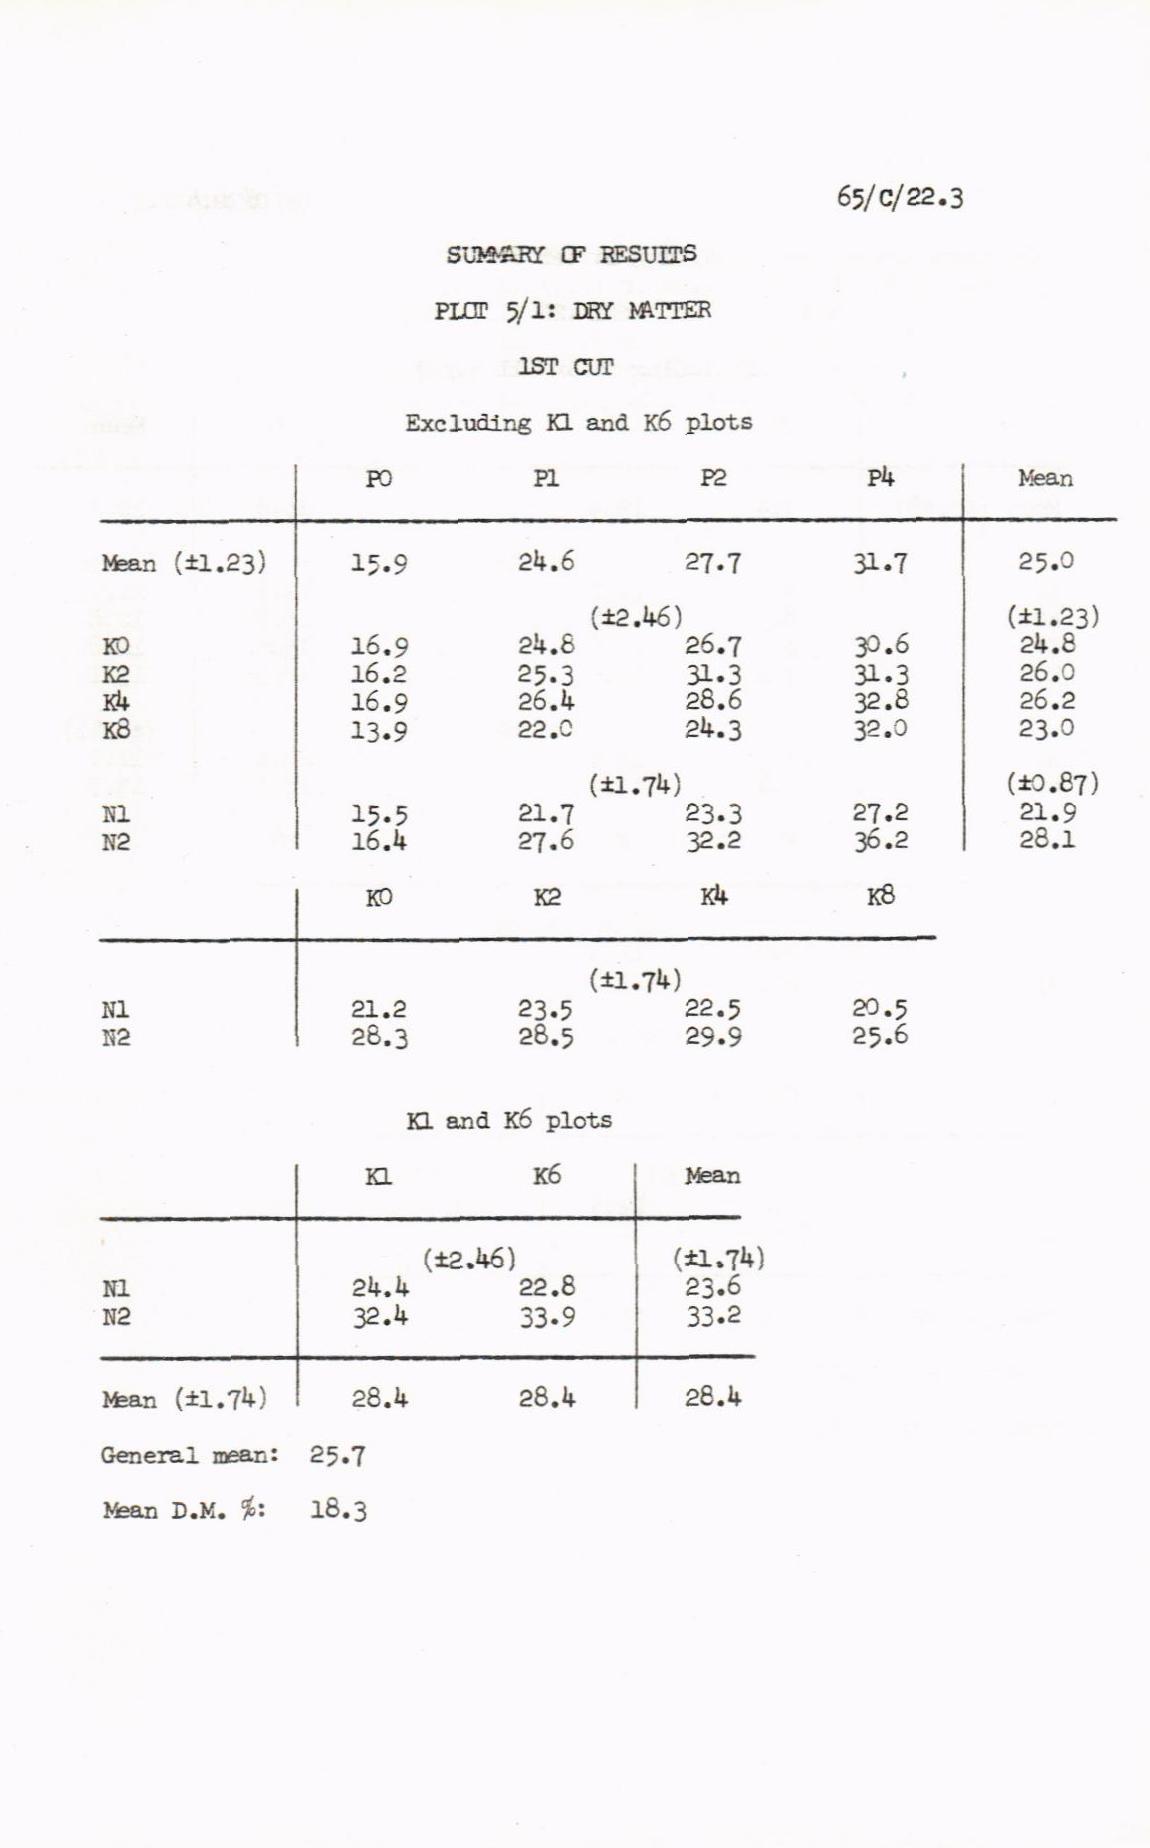 65/C/22.3
SUMMARY OF RESULTS
PLOT 5/1: DRY MATTER
1ST CUT
Excluding K1 and K6 plots
P0 P1 P2 P4 Mean
Mean (±1.23) 15.9 24.6 27.7 31.7 25.0
(±2.46) (±1.23)
K0 16.9 24.8 26.7 30.6 24.8
K2 16.2 25.3 31.3 31.3 26.0
K4 16.9 26.4 28.6 32.8 26.2
K8 13.9 22.0 24.3 32.0 23.0
(±1.74) (±0.87)
N1 15.5 21.7 23.3 27.2 21.9
N2 16.4 27.6 32.2 36.2 28.1
K0 K2 K4 K8
(±1.74)
N1 21.2 23.5 22.5 20.5
N2 28.3 28.5 29.9 25.6
K1 and K6 plots
K1 K6 Mean
(±2.46) (±1.74)
N1 24.4 22.8 23.6
N2 32.4 33.9 33.2
Mean (±1.74) 28.4 28.4 28.4
General mean: 25.7
Mean D.M. %: 18.3